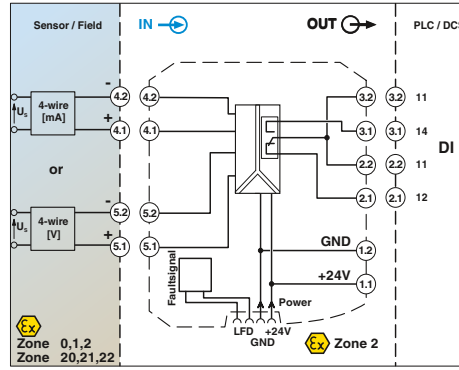 Sensor / Field
IN
OUT
PLC / DCS
-
4.2
4.2
3.2
3.2
11
4-wire
[mA]
Us
+
4.1
4.1
3.1
3.1
14
or
DI
2.2
2.2
11
-
5.2
5.2
2.1
2.1
12
4-wire
[V]
Us
+
5.1
5.1
GND
1.2
+24V
1.1
Faultsignal
Power
LFD
+24V
GND
Ex
Zone 0,1,2
Zone 20,21,22
Ex
Zone 2